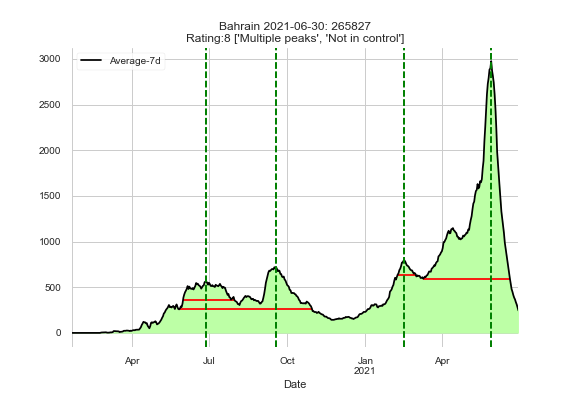 Bahrain 2021-06-30: 265827
Rating:8 ['Multiple peaks', 'Not in control']
Average-7d
3000
2500
2000
1500
1000
500
0
Apr
Jul
Oct
Jan
2021
Apr
Date